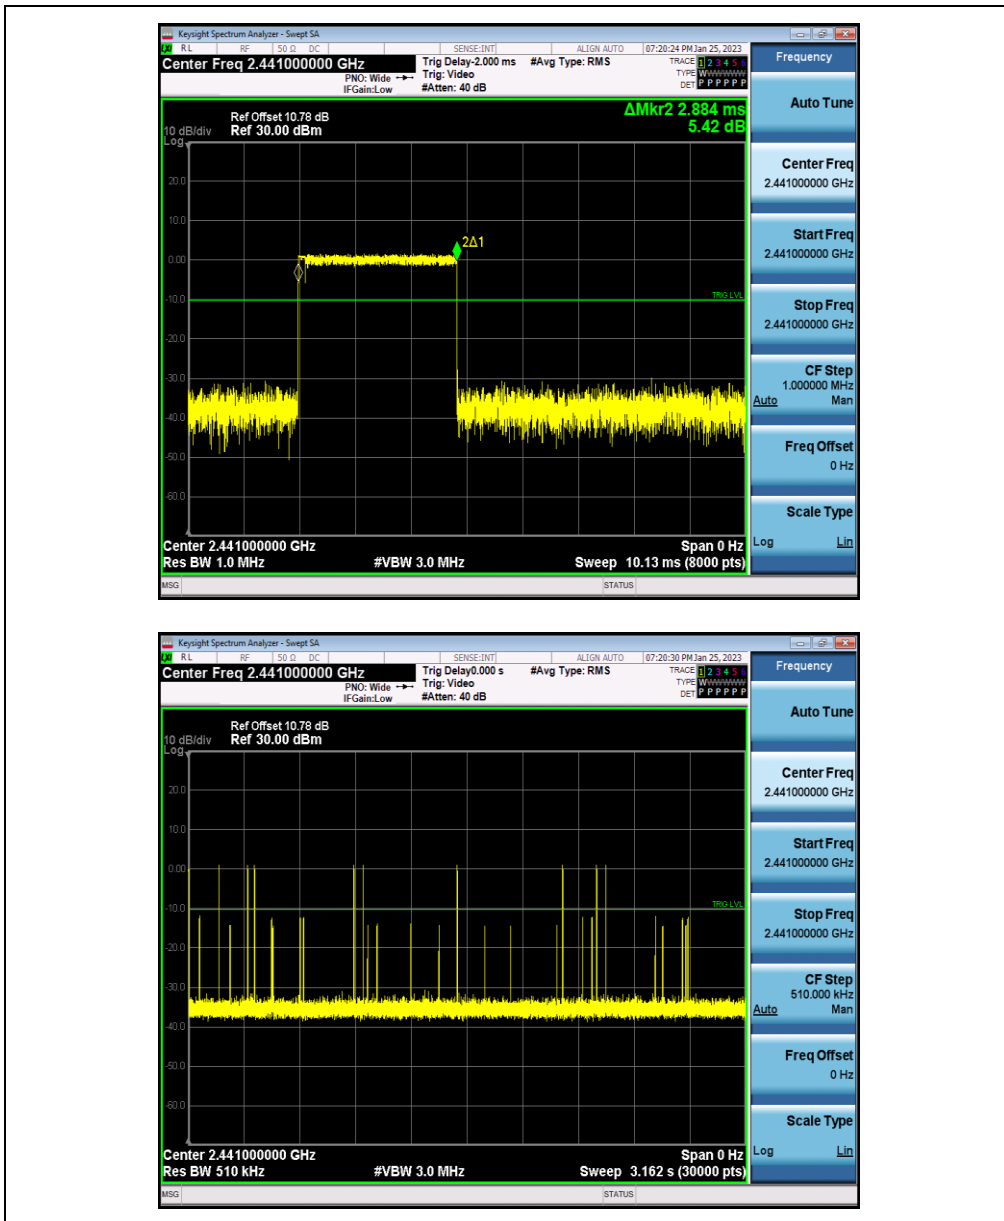 Keysight Spectrum Analyzer - Swept SA
LXI RL RF 50 Ω DC SENSE:INT ALIGN AUTO 07:20:24 PM Jan 25, 2023
Center Freq 2.441000000 GHz Trig Delay-2.000 ms #Avg Type: RMS TRACE 1 2 3 4 5 6 Frequency
PNO: Wide Trig: Video TYPE WWWWWW
IFGain:Low #Atten: 40 dB DET P P P P P P
Auto Tune
ΔMkr2 2.884 ms
Ref Offset 10.78 dB
10 dB/div Ref 30.00 dBm 5.42 dB
Log
Center Freq
2.441000000 GHz
20.0
10.0
Start Freq
2.441000000 GHz
2Δ1
0.00
TRIG LVL
-10.0
Stop Freq
2.441000000 GHz
-20.0
-30.0
CF Step
1.000000 MHz
Auto Man
-40.0
Freq Offset
0 Hz
-50.0
-60.0
Scale Type
Log Lin
Center 2.441000000 GHz Span 0 Hz
Res BW 1.0 MHz #VBW 3.0 MHz Sweep 10.13 ms (8000 pts)
MSG STATUS
Keysight Spectrum Analyzer - Swept SA
LXI RL RF 50 Ω DC SENSE:INT ALIGN AUTO 07:20:30 PM Jan 25, 2023
Center Freq 2.441000000 GHz Trig Delay0.000 s #Avg Type: RMS TRACE 1 2 3 4 5 6 Frequency
PNO: Wide Trig: Video TYPE WWWWWW
IFGain:Low #Atten: 40 dB DET P P P P P P
Auto Tune
Ref Offset 10.78 dB
10 dB/div Ref 30.00 dBm
Log
Center Freq
2.441000000 GHz
20.0
10.0
Start Freq
2.441000000 GHz
0.00
TRIG LVL
-10.0
Stop Freq
2.441000000 GHz
-20.0
-30.0
CF Step
510.000 kHz
Auto Man
-40.0
Freq Offset
0 Hz
-50.0
-60.0
Scale Type
Log Lin
Center 2.441000000 GHz Span 0 Hz
Res BW 510 kHz #VBW 3.0 MHz Sweep 3.162 s (30000 pts)
MSG STATUS